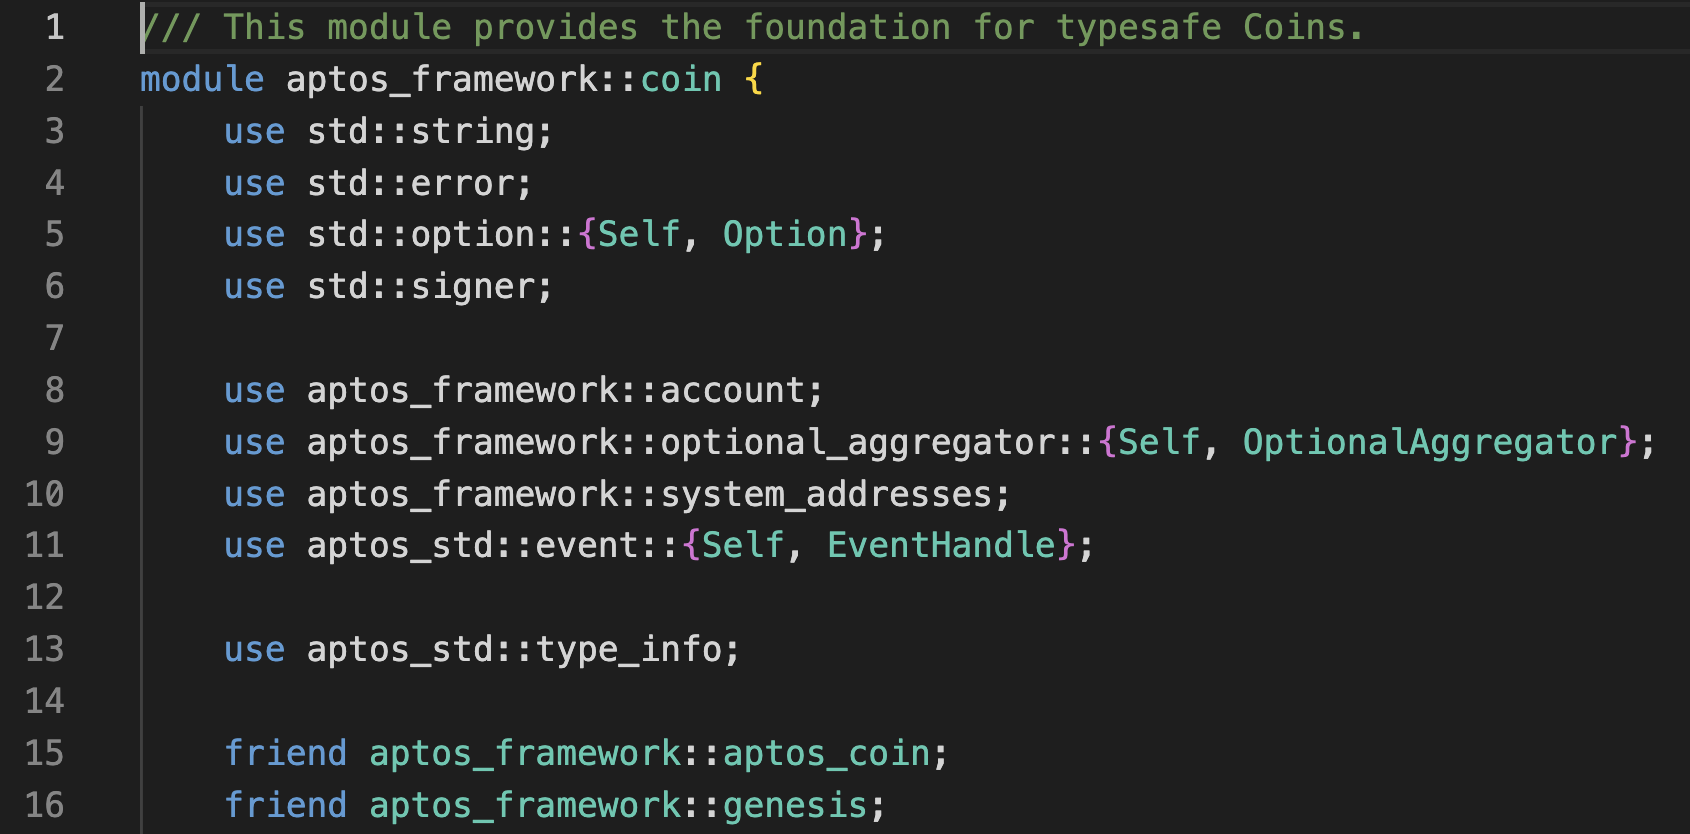 1 /// This module provides the foundation for typesafe Coins.
2 module aptos_framework::coin {
3 use std::string;
4 use std::error;
5 use std::option::{Self, Option};
6 use std::signer;
7
8 use aptos_framework::account;
9 use aptos_framework::optional_aggregator::{Self, OptionalAggregator};
10 use aptos_framework::system_addresses;
11 use aptos_std::event::{Self, EventHandle};
12
13 use aptos_std::type_info;
14
15 friend aptos_framework::aptos_coin;
16 friend aptos_framework::genesis;